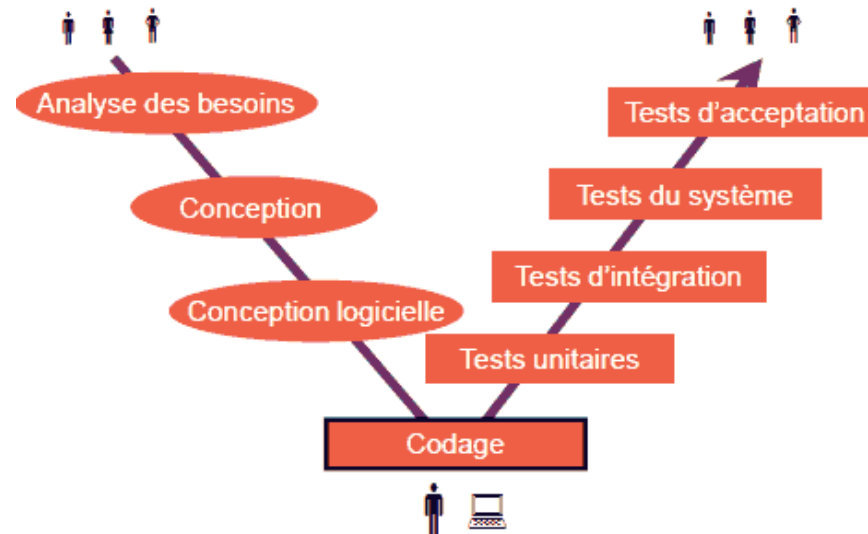 Analyse des besoins
Conception
Conception logicielle
Codage
Tests unitaires
Tests d'intégration
Tests du système
Tests d'acceptation